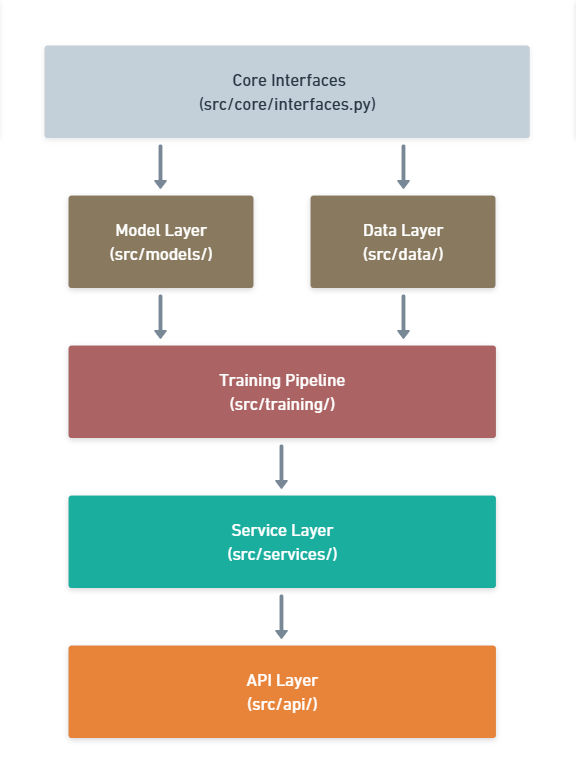 Core Interfaces
(src/core/interfaces.py)
Model Layer
(src/models/)
Data Layer
(src/data/)
Training Pipeline
(src/training/)
Service Layer
(src/services/)
API Layer
(src/api/)